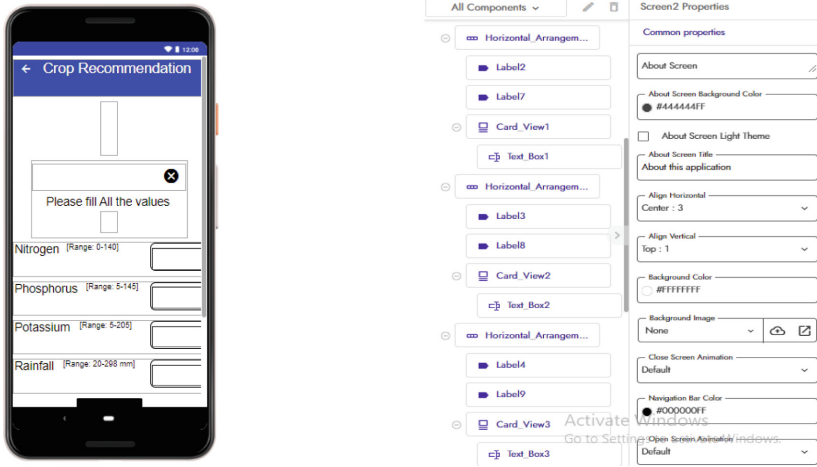 12:00
Crop Recommendation
Please fill All the values
Nitrogen [Range: 0-140]
Phosphorus [Range: 5-145]
Potassium [Range: 5-205]
Rainfall [Range: 20-298 mm]
All Components
Horizontal_Arrangem...
Label2
Label7
Card_View1
Text_Box1
Horizontal_Arrangem...
Label3
Label8
Card_View2
Text_Box2
Horizontal_Arrangem...
Label4
Label9
Card_View3
Text_Box3
Screen2 Properties
Common properties
About Screen
About Screen Background Color
#444444FF
About Screen Light Theme
About Screen Title
About this application
Align Horizontal
Center : 3
Align Vertical
Top : 1
Background Color
#FFFFFFFF
Background Image
None
Close Screen Animation
Default
Navigation Bar Color
#000000FF
Open Screen Animation
Default
Activate Windows
Go to Settings to activate Windows.